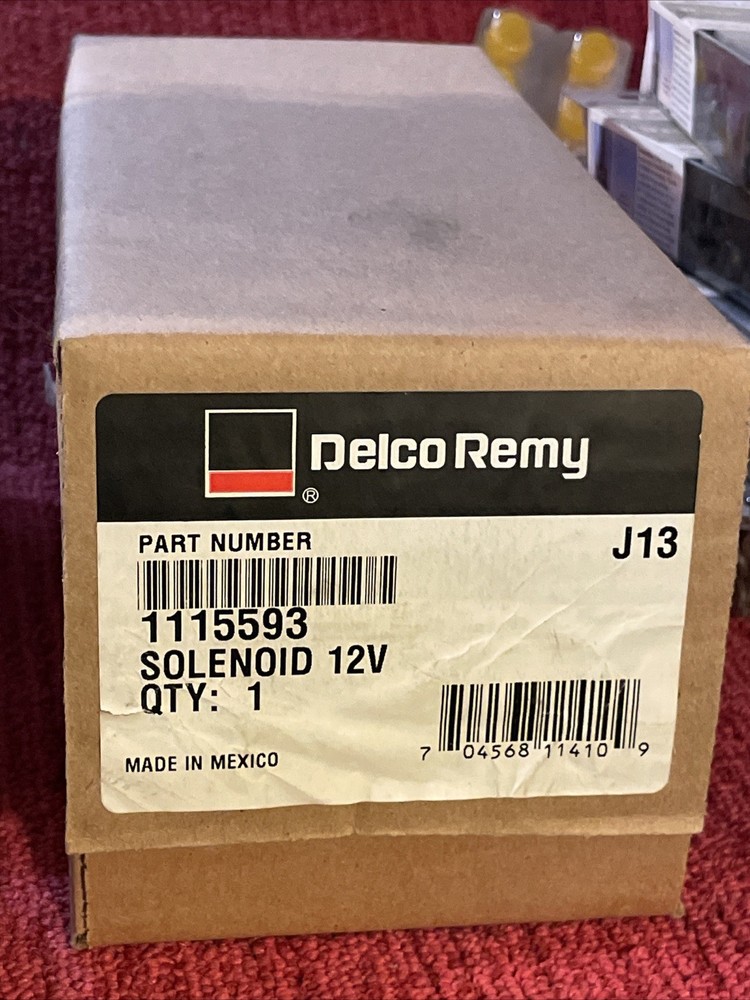 Delco Remy
®
PART NUMBER
J13
1115593
SOLENOID 12V
QTY: 1
7 04568 11410 9
MADE IN MEXICO